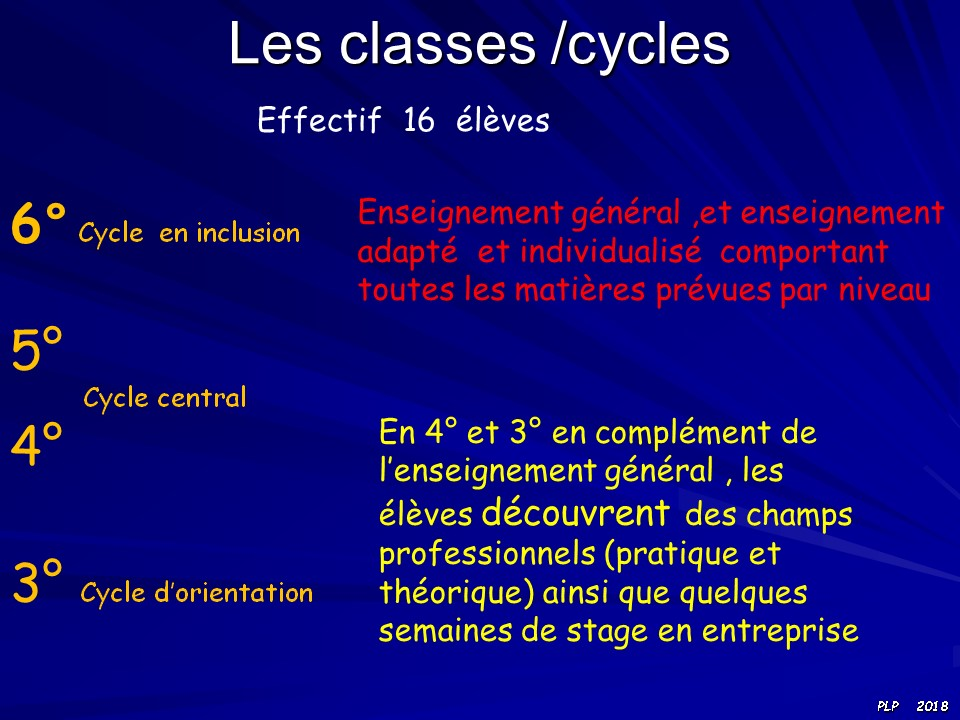 Les classes /cycles
Effectif 16 élèves
6° Cycle en inclusion
Enseignement général ,et enseignement
adapté et individualisé comportant
toutes les matières prévues par niveau
5°
Cycle central
4°
En 4° et 3° en complément de
l’enseignement général , les
élèves découvrent des champs
professionnels (pratique et
théorique) ainsi que quelques
semaines de stage en entreprise
3° Cycle d’orientation
PLP 2018